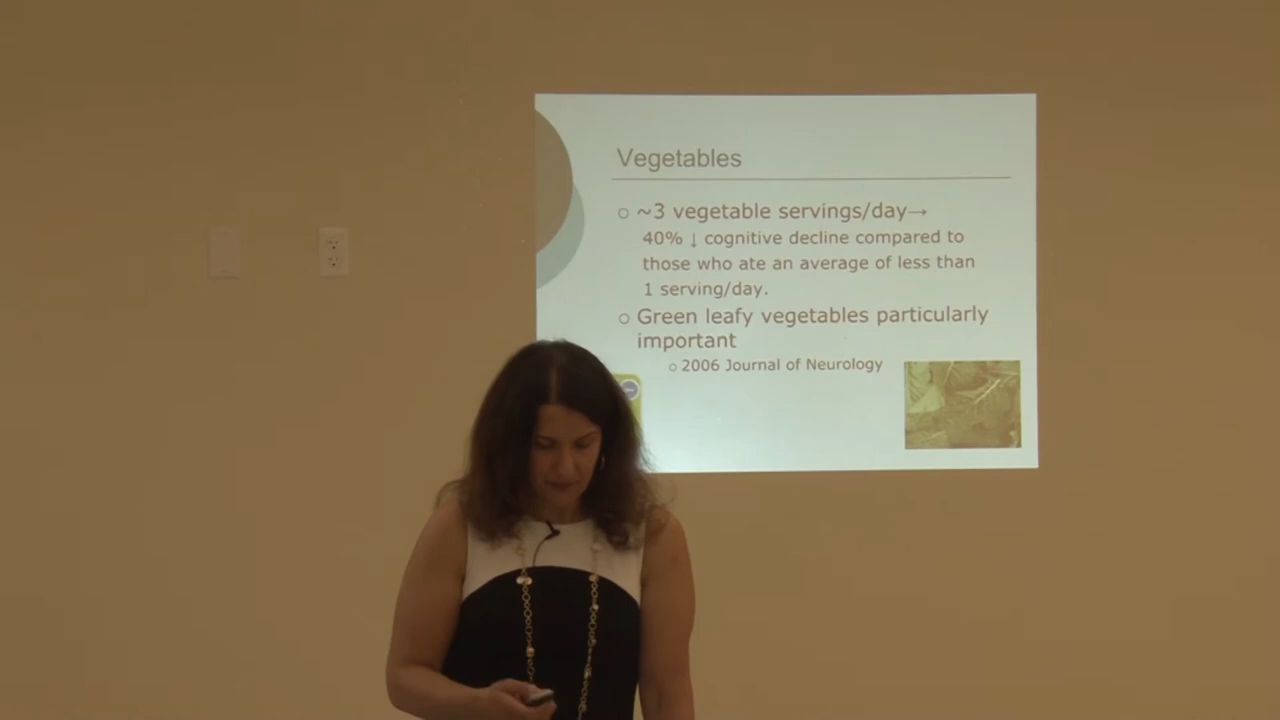 Vegetables
~3 vegetable servings/day→
40% ↓ cognitive decline compared to
those who ate an average of less than
1 serving/day.
Green leafy vegetables particularly
important
2006 Journal of Neurology